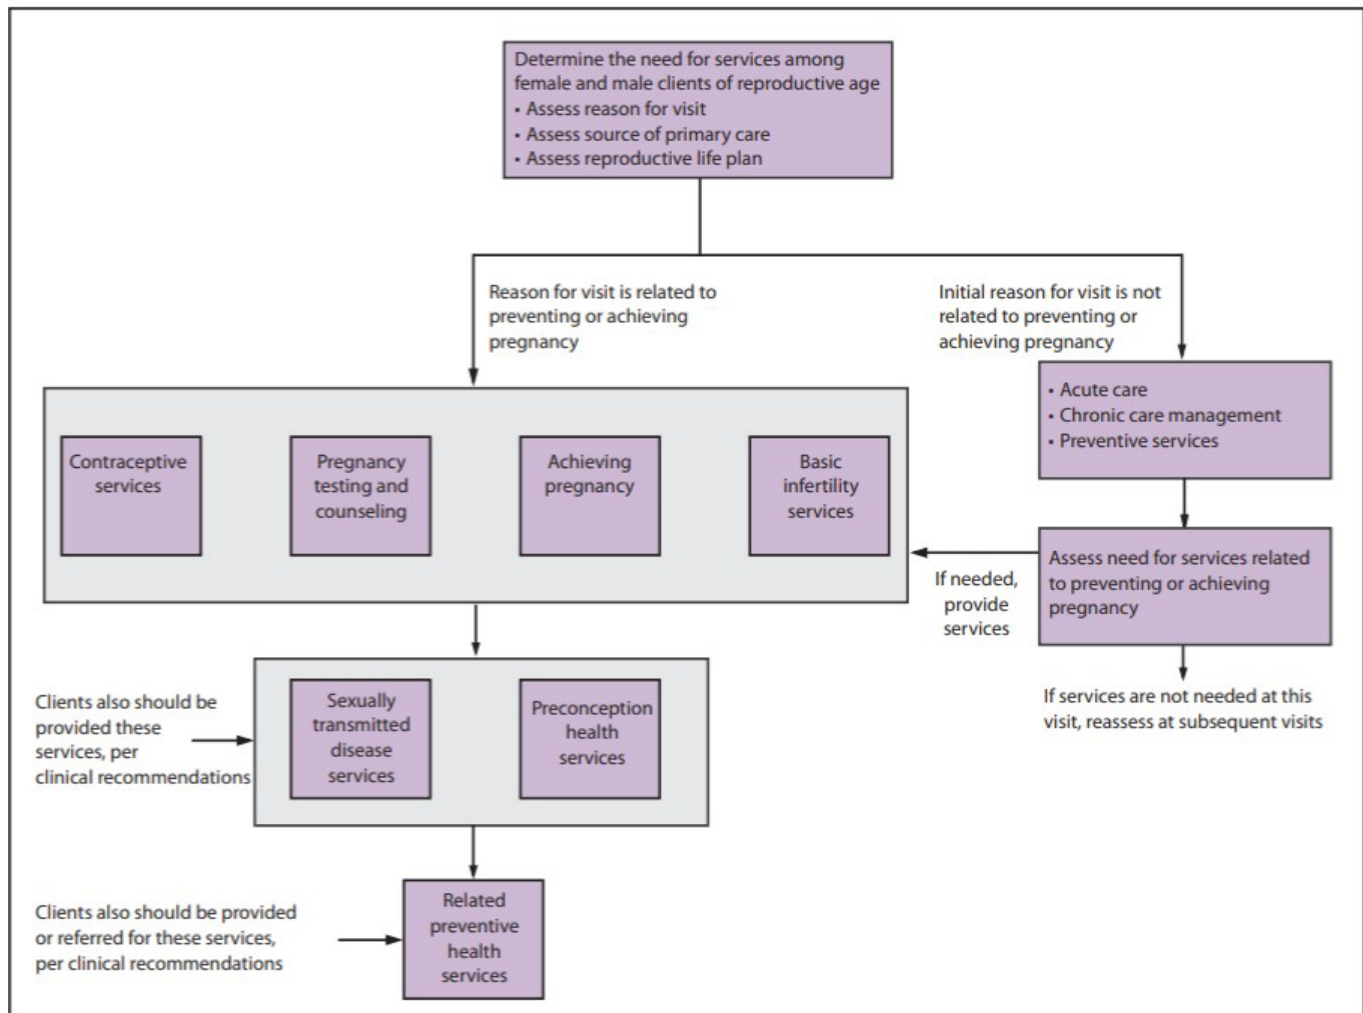 Determine the need for services among
female and male clients of reproductive age
• Assess reason for visit
• Assess source of primary care
• Assess reproductive life plan
Reason for visit is related to
preventing or achieving
pregnancy
Initial reason for visit is not
related to preventing or
achieving pregnancy
• Acute care
• Chronic care management
• Preventive services
Contraceptive
services
Pregnancy
testing and
counseling
Achieving
pregnancy
Basic
infertility
services
If needed,
provide
services
Assess need for services related
to preventing or achieving
pregnancy
If services are not needed at this
visit, reassess at subsequent visits
Clients also should be
provided these
services, per
clinical recommendations
Sexually
transmitted
disease
services
Preconception
health
services
Clients also should be provided
or referred for these services,
per clinical recommendations
Related
preventive
health
services